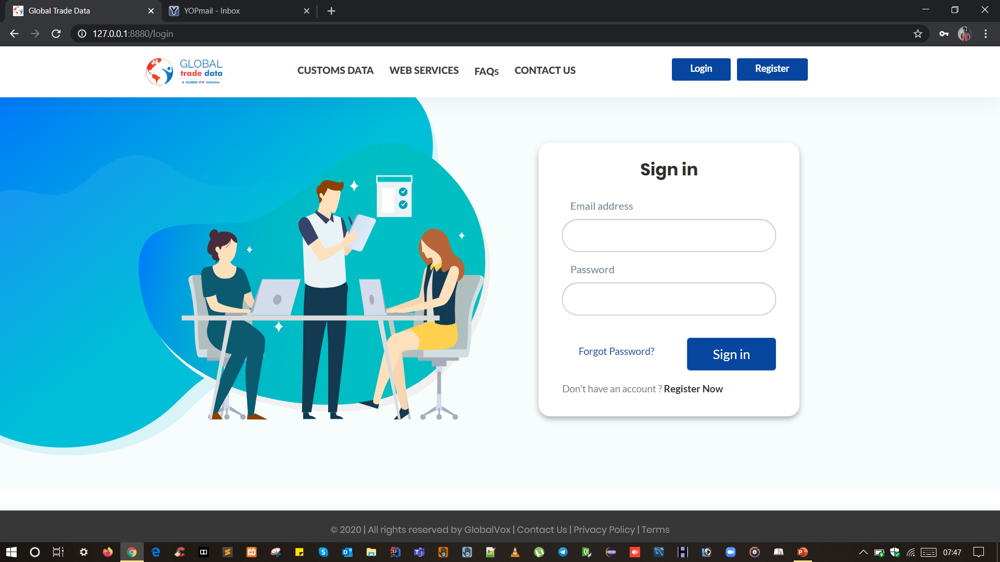 Global Trade Data
YOPmail - Inbox
127.0.0.1:8880/login
GLOBAL
trade data
A GLOBAL VOX Initiative
CUSTOMS DATA
WEB SERVICES
FAQs
CONTACT US
Login
Register
Sign in
Email address
Password
Forgot Password?
Sign in
Don't have an account ? Register Now
© 2020 | All rights reserved by GlobalVox | Contact Us | Privacy Policy | Terms
07:47